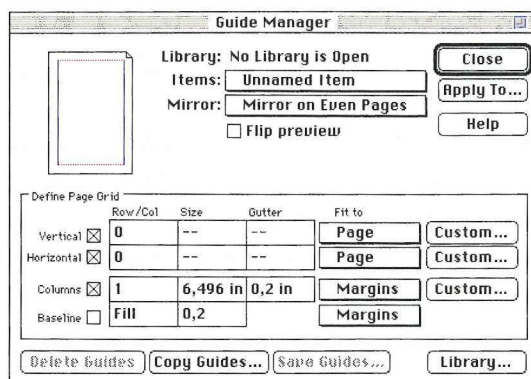 Guide Manager
Library: No Library is Open
Close
Items: Unnamed Item
Apply To...
Mirror: Mirror on Even Pages
Flip preview
Help
Define Page Grid
Row/Col Size Gutter Fit to
Vertical 0 -- -- Page Custom...
Horizontal 0 -- -- Page Custom...
Columns 1 6,496 in 0,2 in Margins Custom...
Baseline Fill 0,2 Margins
Delete Guides Copy Guides... Save Guides... Library...